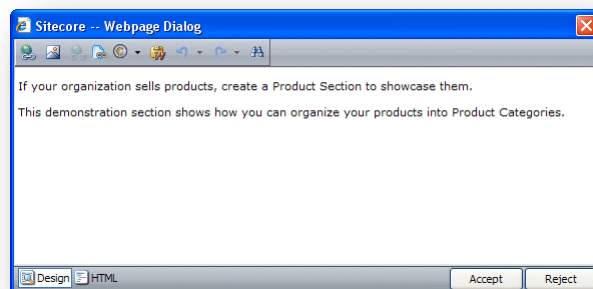 Sitecore -- Webpage Dialog
If your organization sells products, create a Product Section to showcase them.
This demonstration section shows how you can organize your products into Product Categories.
Design HTML Accept Reject